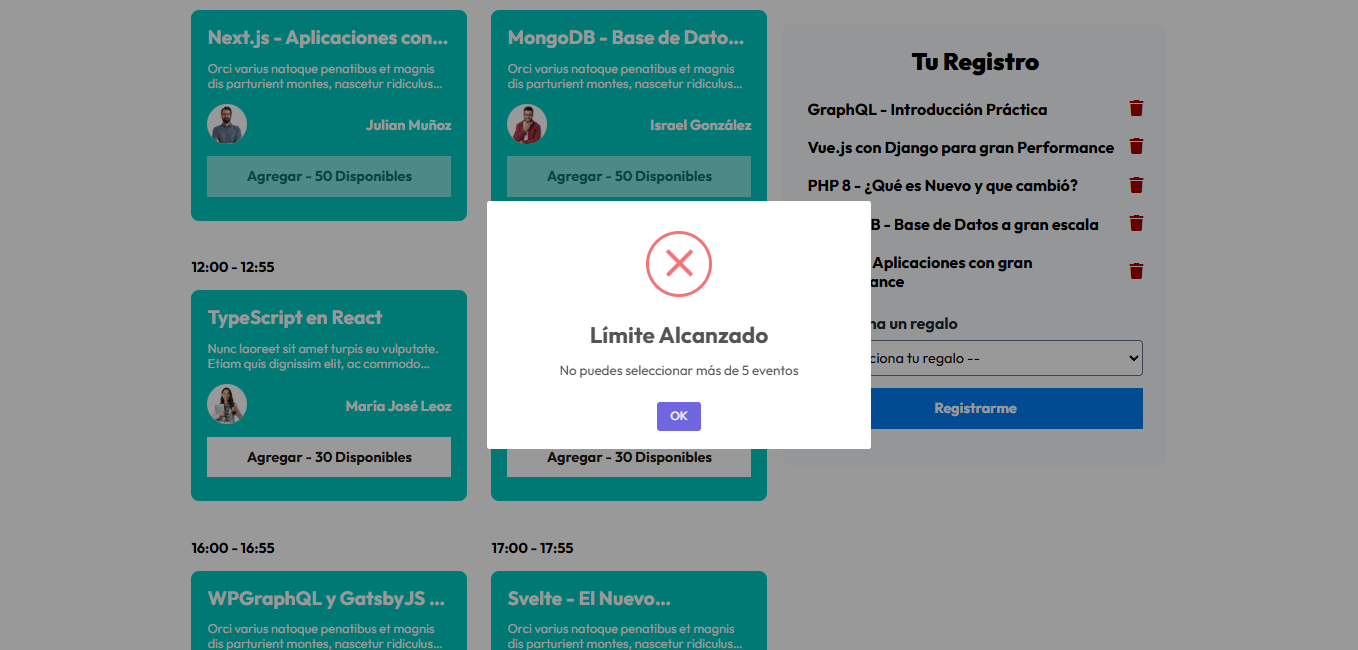 Next.js - Aplicaciones con...
Orci varius natoque penatibus et magnis
dis parturient montes, nascetur ridiculus...
Julian Muñoz
Agregar - 50 Disponibles
MongoDB - Base de Dato...
Orci varius natoque penatibus et magnis
dis parturient montes, nascetur ridiculus...
Israel González
Agregar - 50 Disponibles
12:00 - 12:55
TypeScript en React
Nunc laoreet sit amet turpis eu vulputate.
Etiam quis dignissim elit, ac commodo...
María José Leoz
Agregar - 30 Disponibles
Agregar - 30 Disponibles
16:00 - 16:55
WPGraphQL y GatsbyJS ...
Orci varius natoque penatibus et magnis
dis parturient montes, nascetur ridiculus...
17:00 - 17:55
Svelte - El Nuevo...
Orci varius natoque penatibus et magnis
dis parturient montes, nascetur ridiculus...
Límite Alcanzado
No puedes seleccionar más de 5 eventos
OK
Tu Registro
GraphQL - Introducción Práctica
Vue.js con Django para gran Performance
PHP 8 - ¿Qué es Nuevo y que cambió?
B - Base de Datos a gran escala
Aplicaciones con gran
ance
na un regalo
ciona tu regalo --
Registrarme